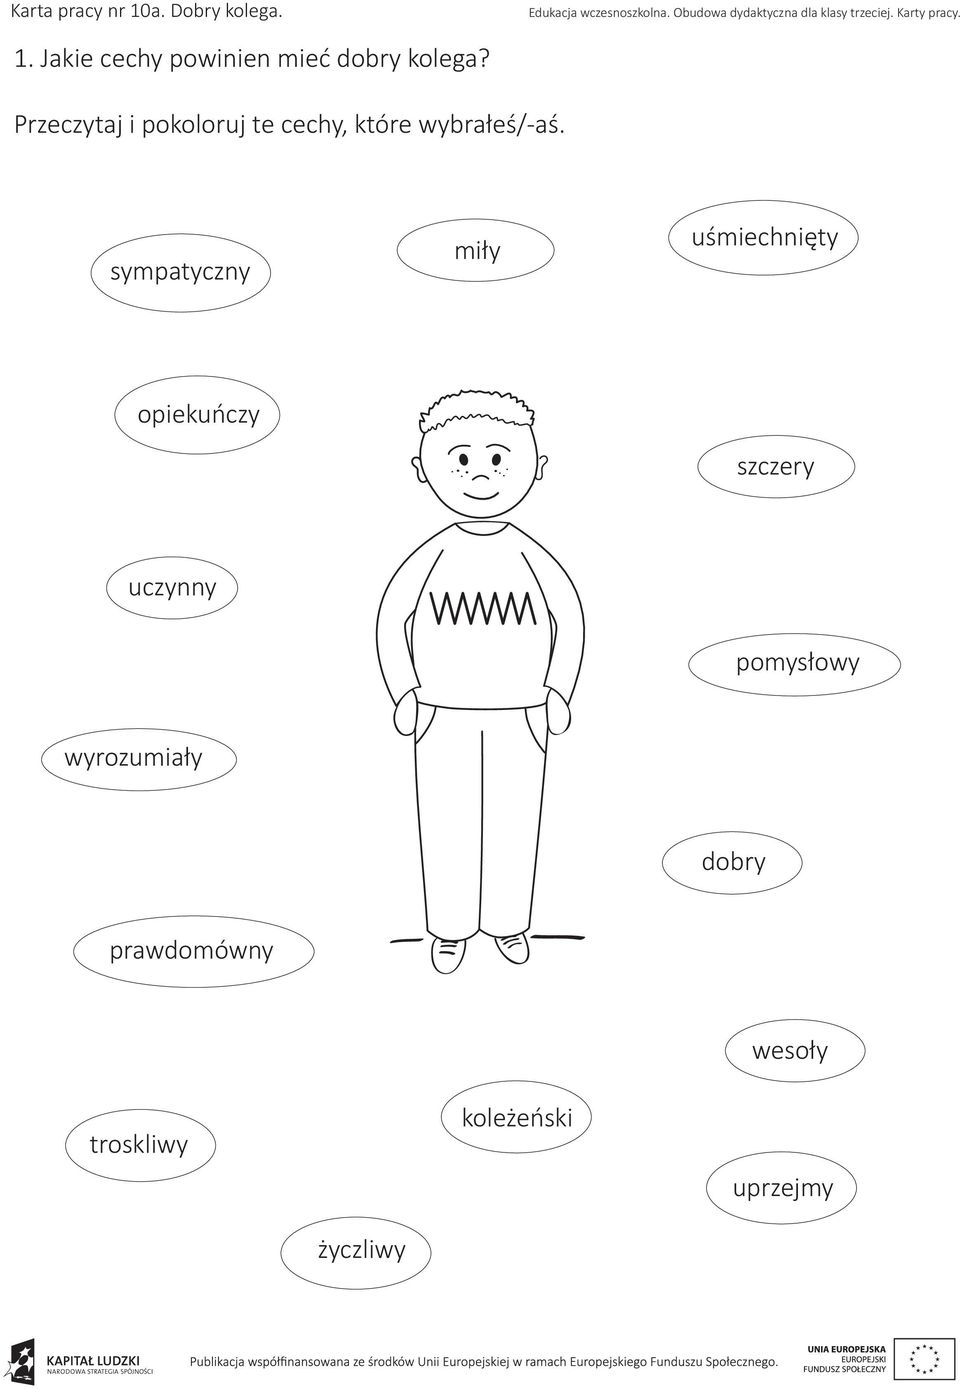 Karta pracy nr 10a. Dobry kolega.
Edukacja wczesnoszkolna. Obudowa dydaktyczna dla klasy trzeciej. Karty pracy.
1. Jakie cechy powinien mieć dobry kolega?
Przeczytaj i pokoloruj te cechy, które wybrałeś/-aś.
sympatyczny
miły
uśmiechnięty
opiekuńczy
szczery
uczynny
pomysłowy
wyrozumiały
dobry
prawdomówny
wesoły
koleżeński
troskliwy
uprzejmy
życzliwy
KAPITAŁ LUDZKI
NARODOWA STRATEGIA SPÓJNOŚCI
Publikacja współfinansowana ze środków Unii Europejskiej w ramach Europejskiego Funduszu Społecznego.
UNIA EUROPEJSKA
EUROPEJSKI
FUNDUSZ SPOŁECZNY